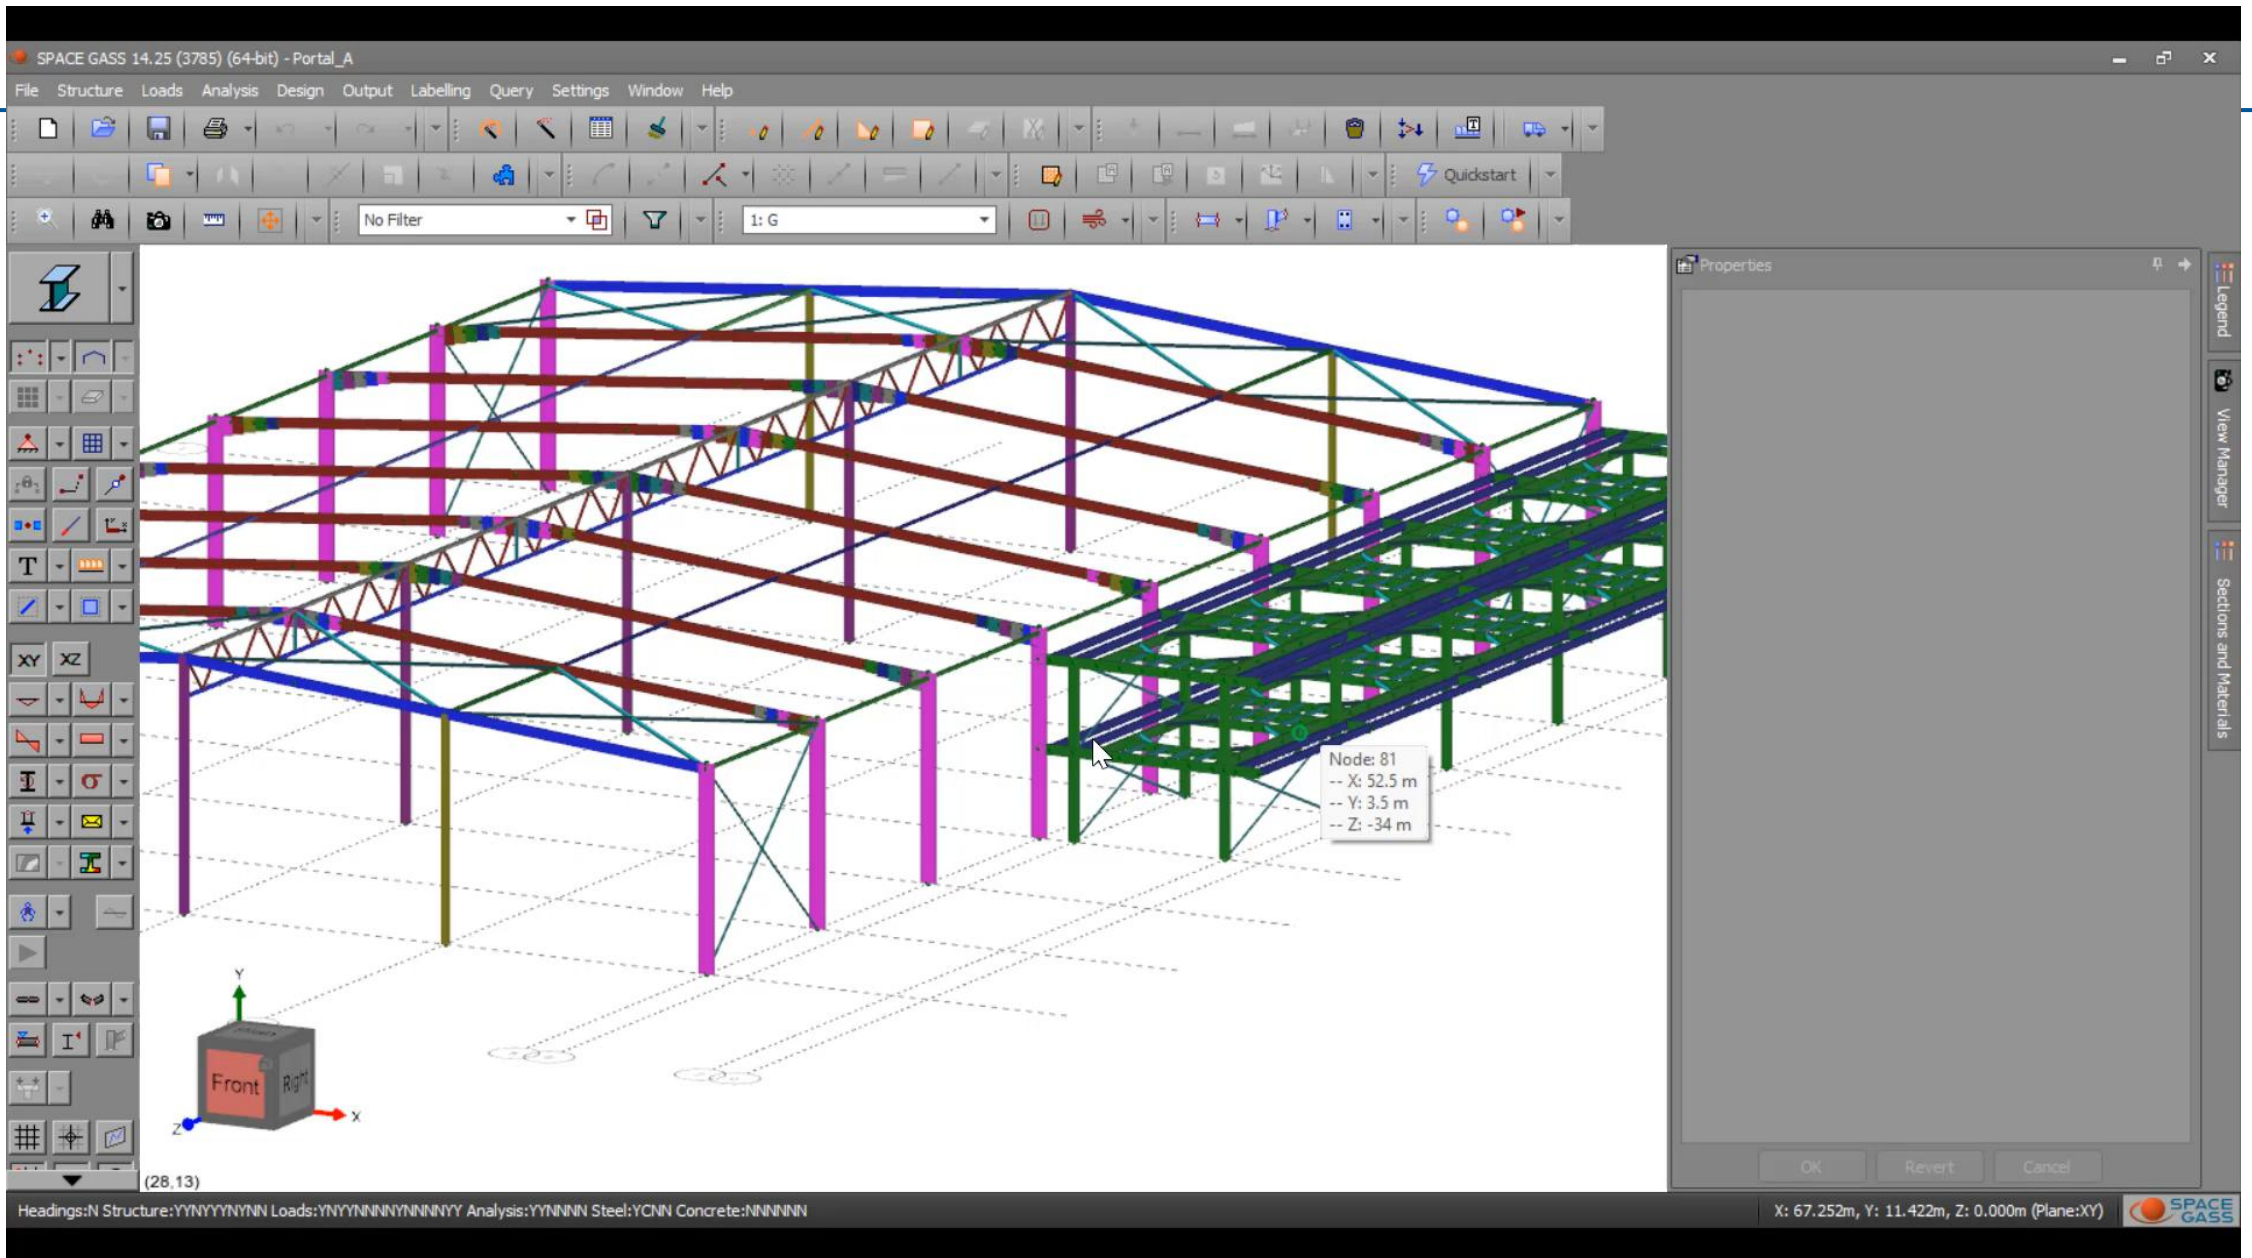 SPACE GASS 14.25 (3785) (64-bit) - Portal_A
File Structure Loads Analysis Design Output Labelling Query Settings Window Help
Quickstart
No Filter
1: G
Properties
Legend
View Manager
Sections and Materials
T
XY XZ
Node: 81
-- X: 52.5 m
-- Y: 3.5 m
-- Z: -34 m
Y
Front Right
X
Z
(28,13)
OK Revert Cancel
Headings:N Structure:YYNYYYNYNN Loads:YNYYNNNNYNNNNYY Analysis:YYNNNN Steel:YCNN Concrete:NNNNNN
X: 67.252m, Y: 11.422m, Z: 0.000m (Plane:XY)
SPACE
GASS